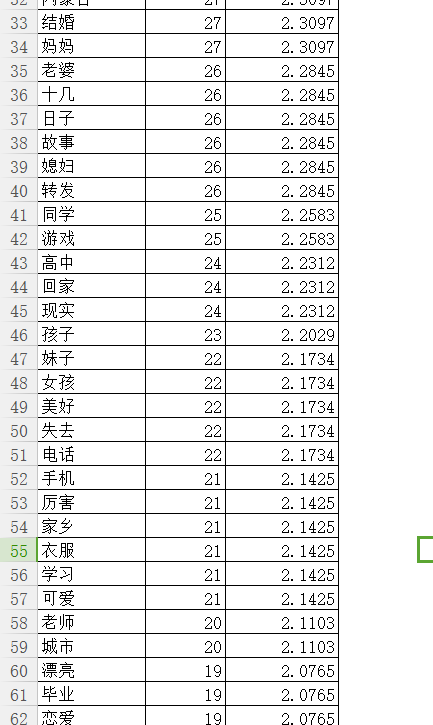 33 结婚 27 2.3097
34 妈妈 27 2.3097
35 老婆 26 2.2845
36 十几 26 2.2845
37 日子 26 2.2845
38 故事 26 2.2845
39 媳妇 26 2.2845
40 转发 26 2.2845
41 同学 25 2.2583
42 游戏 25 2.2583
43 高中 24 2.2312
44 回家 24 2.2312
45 现实 24 2.2312
46 孩子 23 2.2029
47 妹子 22 2.1734
48 女孩 22 2.1734
49 美好 22 2.1734
50 失去 22 2.1734
51 电话 22 2.1734
52 手机 21 2.1425
53 厉害 21 2.1425
54 家乡 21 2.1425
55 衣服 21 2.1425
56 学习 21 2.1425
57 可爱 21 2.1425
58 老师 20 2.1103
59 城市 20 2.1103
60 漂亮 19 2.0765
61 毕业 19 2.0765
62 恋爱 19 2.0765